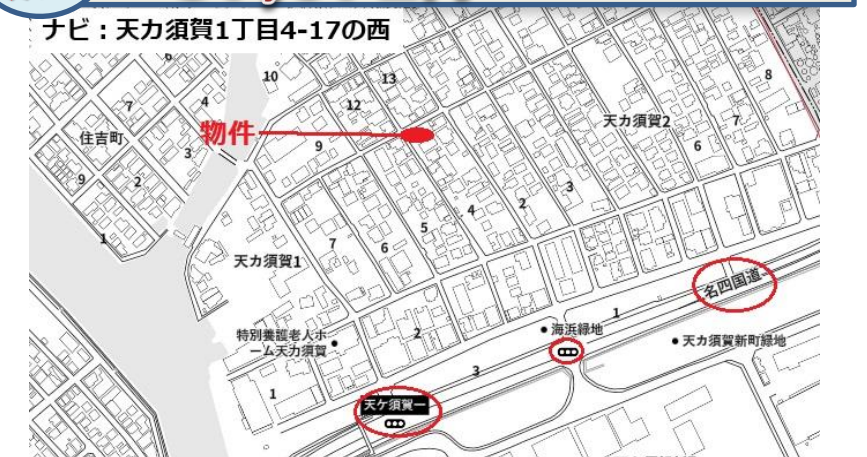 ナビ：天カ須賀1丁目4-17の西
10
13
8
6
7
4
12
物件
天カ須賀2
7
住吉町
3
9
6
9
2
3
1
4
2
5
天カ須賀1
7
6
名四国道
1
特別養護老人ホ
ーム天カ須賀
2
海浜緑地
天カ須賀新町緑地
3
1
天ケ須賀一